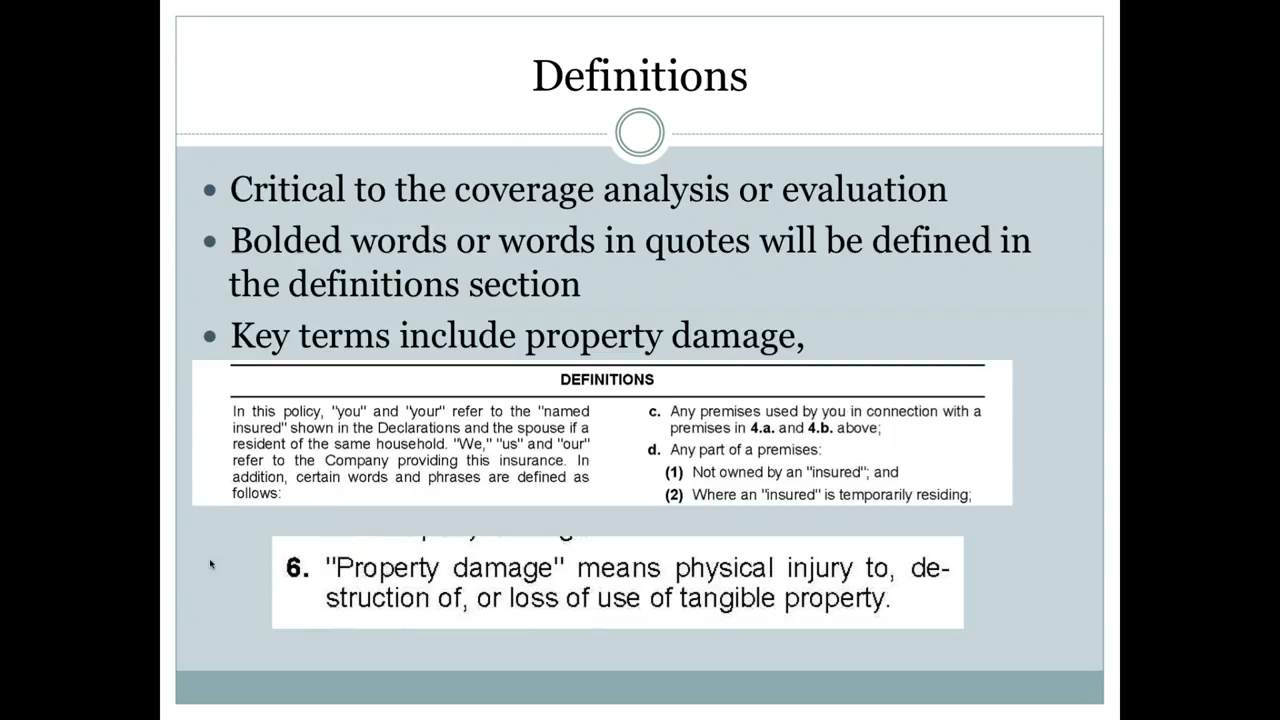 Definitions
• Critical to the coverage analysis or evaluation
• Bolded words or words in quotes will be defined in
the definitions section
• Key terms include property damage,
DEFINITIONS
In this policy, "you" and "your" refer to the "named
insured" shown in the Declarations and the spouse if a
resident of the same household. "We," "us" and "our"
refer to the Company providing this insurance. In
addition, certain words and phrases are defined as
follows:
c. Any premises used by you in connection with a
premises in 4.a. and 4.b. above;
d. Any part of a premises:
(1) Not owned by an "insured"; and
(2) Where an "insured" is temporarily residing;
6. "Property damage" means physical injury to, de-
struction of, or loss of use of tangible property.